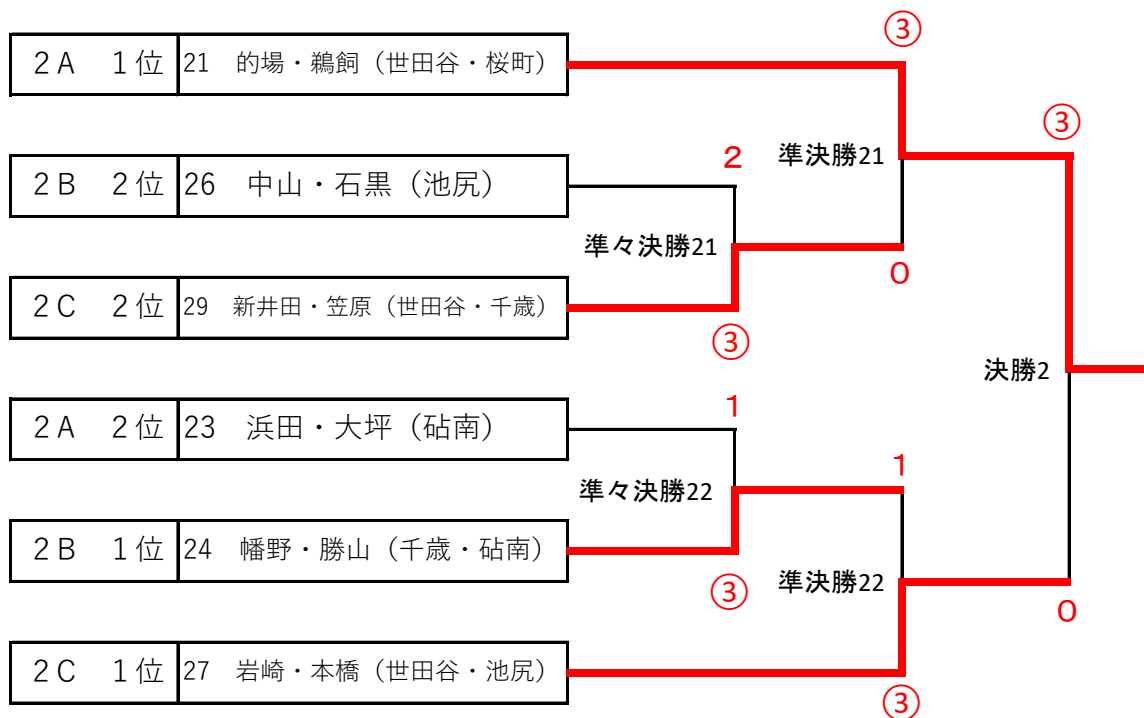 ③
2A 1位 21 的場・鵜飼（世田谷・桜町）
③
2 準決勝21
2B 2位 26 中山・石黒（池尻）
準々決勝21
0
2C 2位 29 新井田・笠原（世田谷・千歳）
③
決勝2
1
2A 2位 23 浜田・大坪（砧南）
1
準々決勝22
2B 1位 24 幡野・勝山（千歳・砧南）
③ 準決勝22
0
2C 1位 27 岩崎・本橋（世田谷・池尻）
③